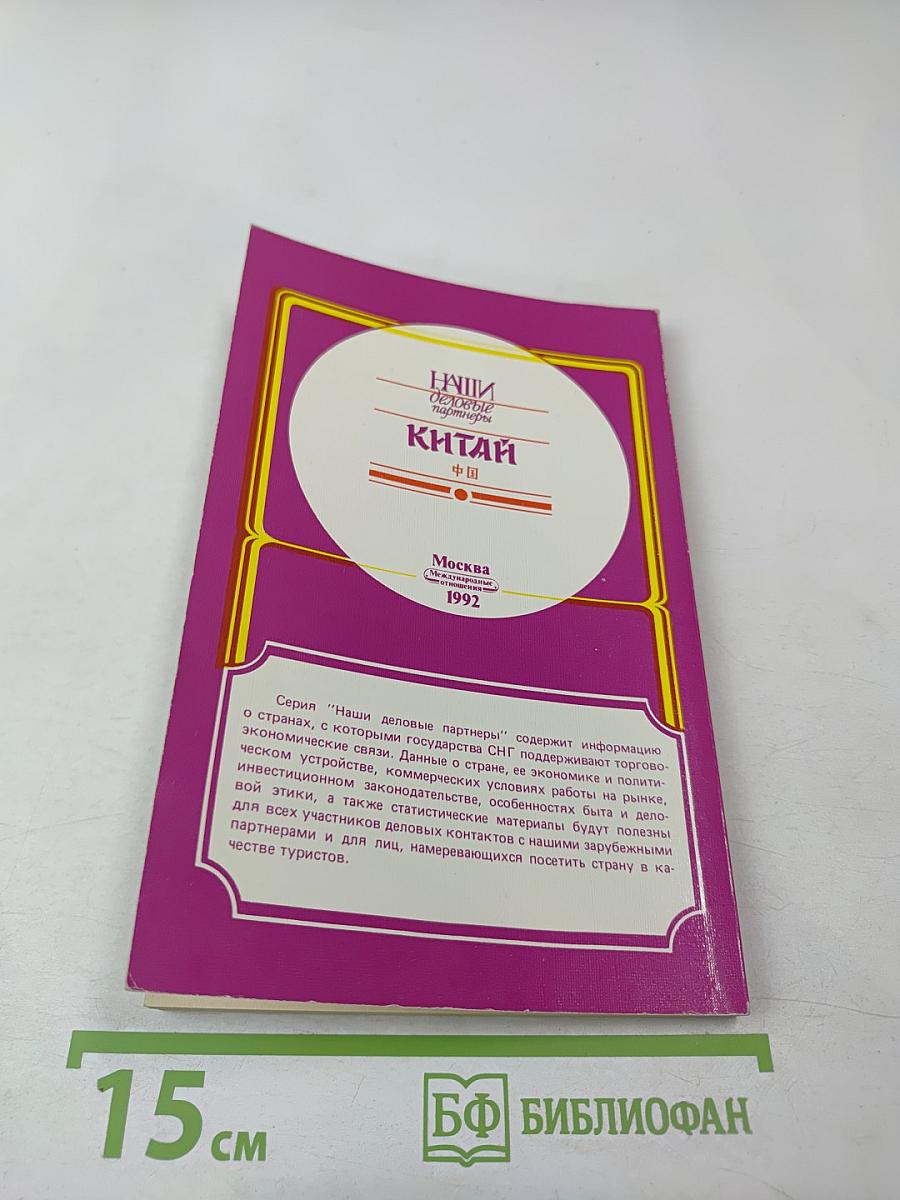 НАШИ
деловые
партнеры
КИТАЙ
中国
Москва
Международные
отношения
1992
Серия "Наши деловые партнеры" содержит информацию
о странах, с которыми государства СНГ поддерживают торгово-
экономические связи. Данные о стране, ее экономике и полити-
ческом устройстве, коммерческих условиях работы на рынке,
инвестиционном законодательстве, особенностях быта и дело-
вой этики, а также статистические материалы будут полезны
для всех участников деловых контактов с нашими зарубежными
партнерами и для лиц, намеревающихся посетить страну в ка-
честве туристов.
15 см
БФ БИБЛИОФАН